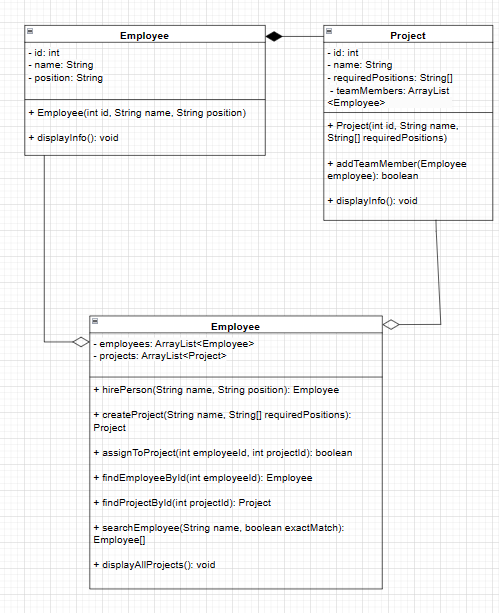 Employee
- id: int
- name: String
- position: String
+ Employee(int id, String name, String position)
+ displayInfo(): void
Project
- id: int
- name: String
- requiredPositions: String[]
- teamMembers: ArrayList
<Employee>
+ Project(int id, String name,
String[] requiredPositions)
+ addTeamMember(Employee
employee): boolean
+ displayInfo(): void
Employee
- employees: ArrayList<Employee>
- projects: ArrayList<Project>
+ hirePerson(String name, String position): Employee
+ createProject(String name, String[] requiredPositions):
Project
+ assignToProject(int employeeId, int projectId): boolean
+ findEmployeeById(int employeeId): Employee
+ findProjectById(int projectId): Project
+ searchEmployee(String name, boolean exactMatch):
Employee[]
+ displayAllProjects(): void